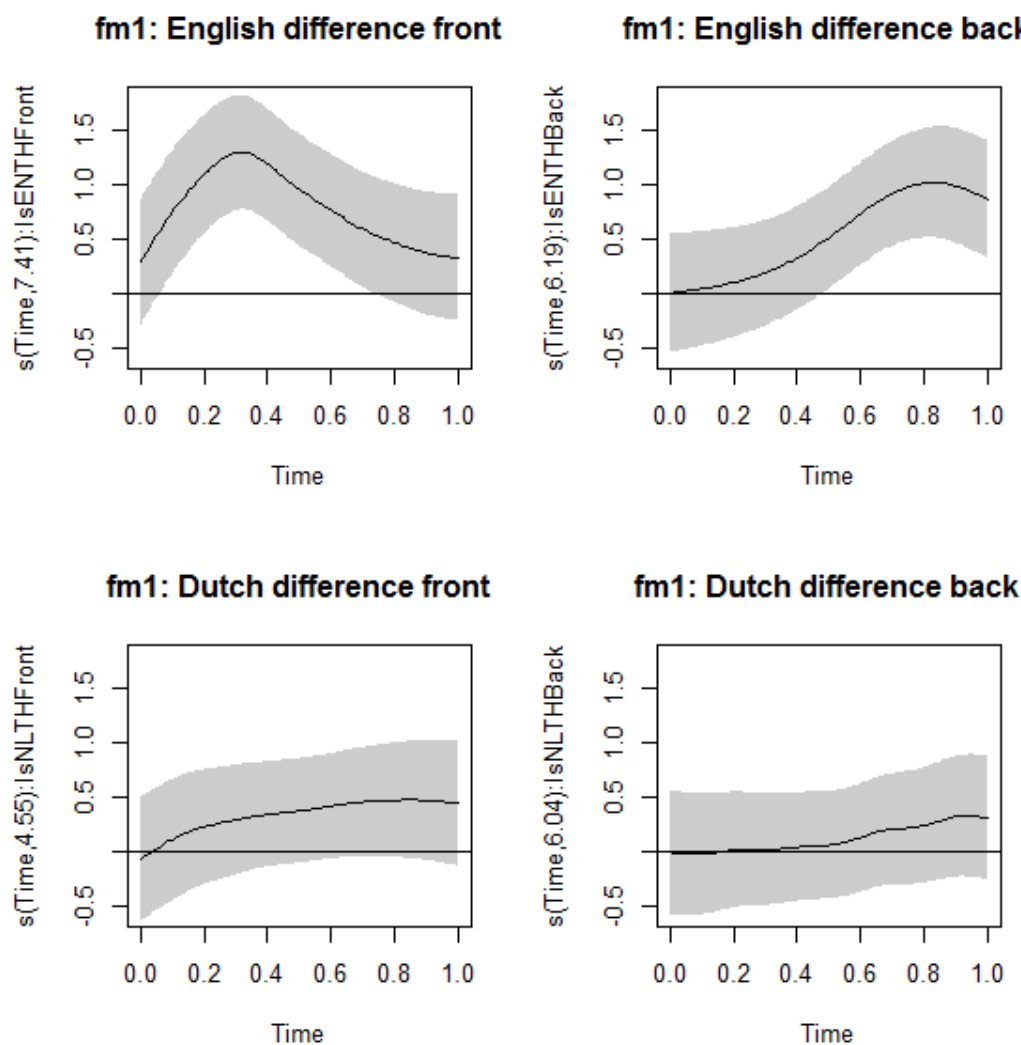 fm1: English difference front
s(Time,7.41):IsENTHFront
1.5
1.0
0.5
-0.5
0.0 0.2 0.4 0.6 0.8 1.0
Time
fm1: English difference back
s(Time,6.19):IsENTHBack
1.5
1.0
0.5
-0.5
0.0 0.2 0.4 0.6 0.8 1.0
Time
fm1: Dutch difference front
s(Time,4.55):IsNLTHFront
1.5
1.0
0.5
-0.5
0.0 0.2 0.4 0.6 0.8 1.0
Time
fm1: Dutch difference back
s(Time,6.04):IsNLTHBack
1.5
1.0
0.5
-0.5
0.0 0.2 0.4 0.6 0.8 1.0
Time